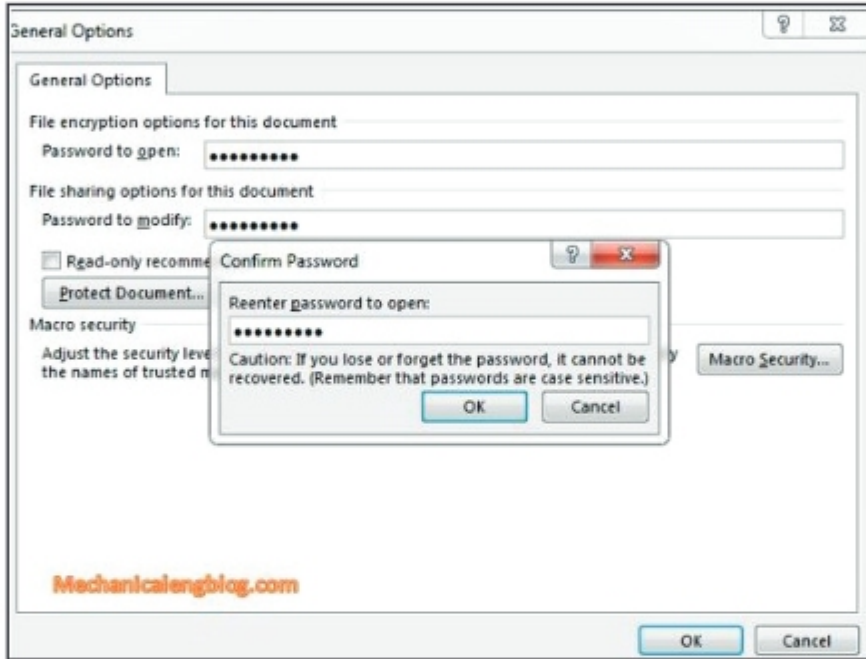 General Options
General Options
File encryption options for this document
Password to open:
File sharing options for this document
Password to modify:
Read-only recomme
Protect Document...
Confirm Password
Reenter password to open:
Caution: If you lose or forget the password, it cannot be
recovered. (Remember that passwords are case sensitive.)
OK
Cancel
Macro security
Adjust the security leve
the names of trusted m
y
Macro Security...
Mechanicalengblog.com
OK
Cancel